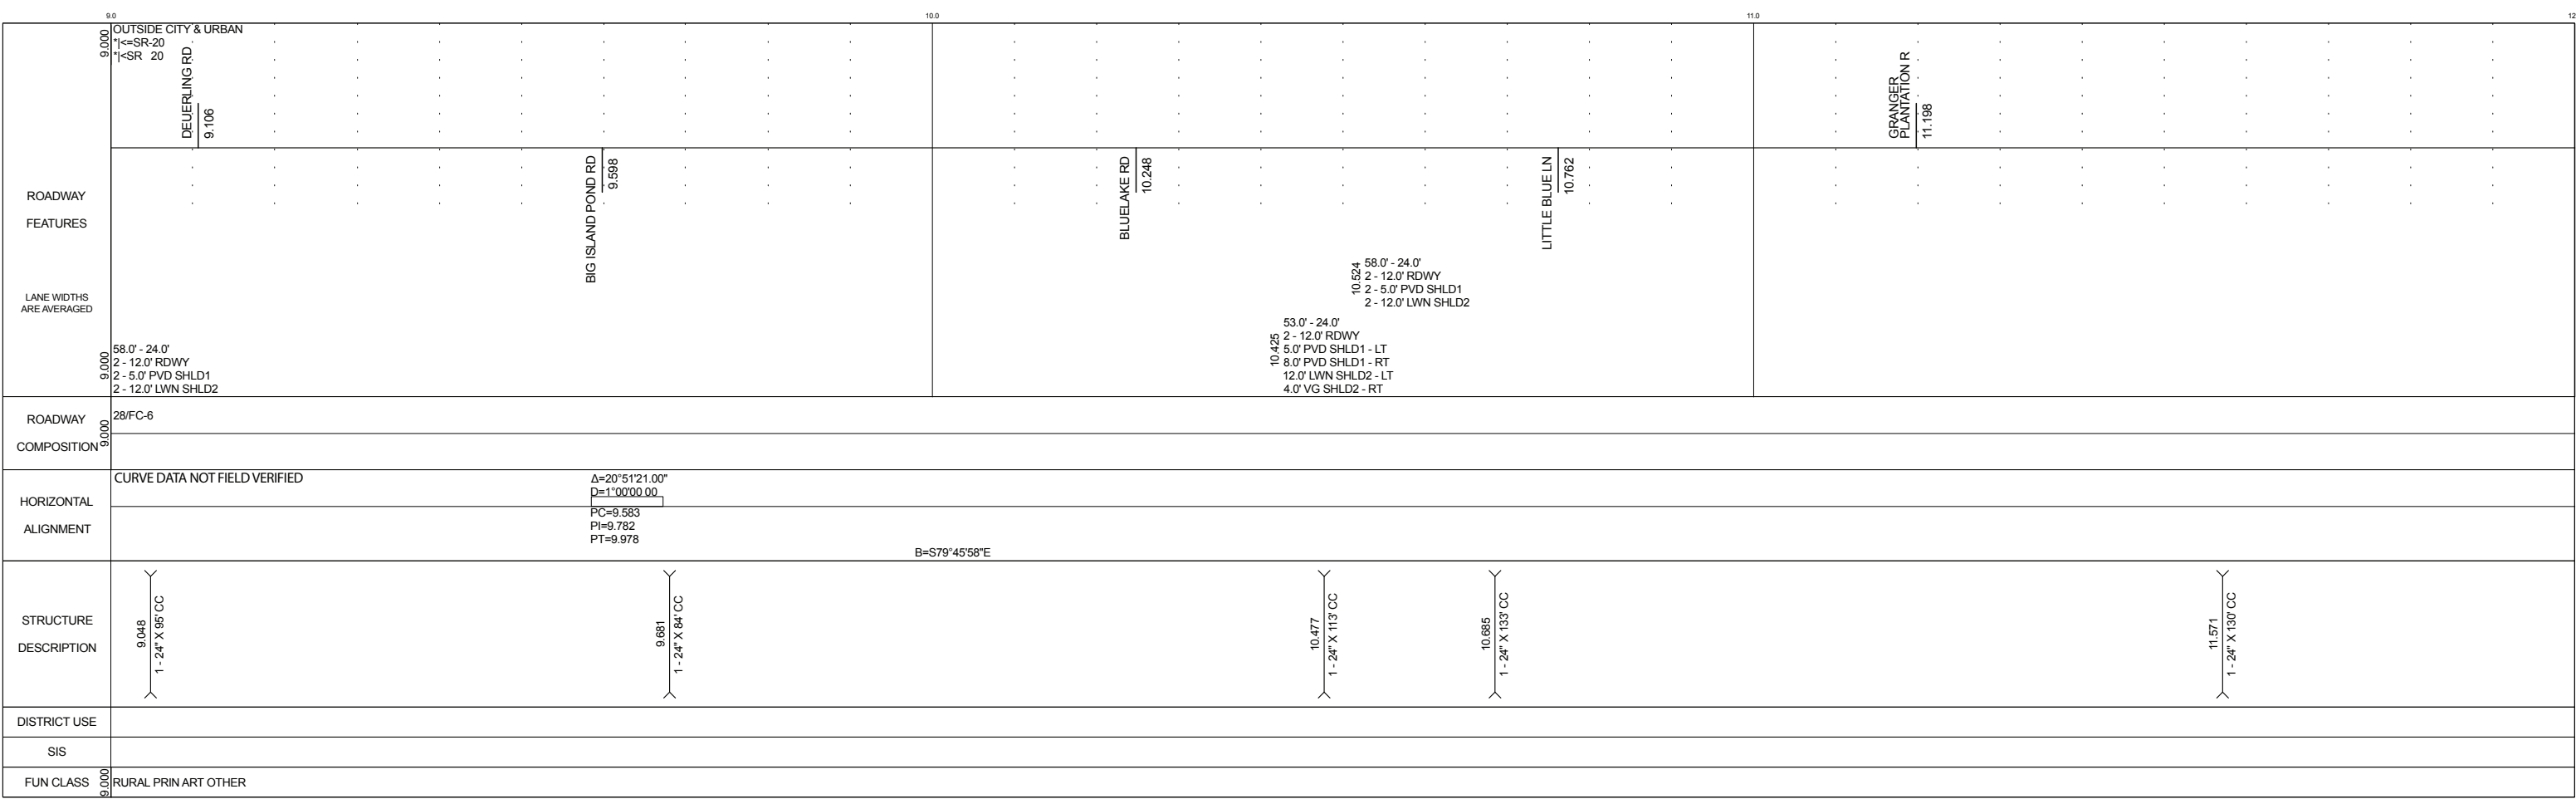 9.0
10.0
11.0
12
9.000
OUTSIDE CITY & URBAN
*|<=SR-20
*|<SR 20
DEUERLING RD
9.106
GRANGER
PLANTATION R
11.198
ROADWAY
FEATURES
BIG ISLAND POND RD
9.598
BLUELAKE RD
10.248
LITTLE BLUE LN
10.762
LANE WIDTHS
ARE AVERAGED
10.524
58.0' - 24.0'
2 - 12.0' RDWY
2 - 5.0' PVD SHLD1
2 - 12.0' LWN SHLD2
10.425
53.0' - 24.0'
2 - 12.0' RDWY
5.0' PVD SHLD1 - LT
8.0' PVD SHLD1 - RT
12.0' LWN SHLD2 - LT
4.0' VG SHLD2 - RT
9.000
58.0' - 24.0'
2 - 12.0' RDWY
2 - 5.0' PVD SHLD1
2 - 12.0' LWN SHLD2
ROADWAY
COMPOSITION
9.000
28/FC-6
HORIZONTAL
ALIGNMENT
CURVE DATA NOT FIELD VERIFIED
Δ=20°51'21.00"
D=1°00'00 00
PC=9.583
PI=9.782
PT=9.978
B=S79°45'58"E
STRUCTURE
DESCRIPTION
9.048
1 - 24" X 95' CC
9.681
1 - 24" X 84' CC
10.477
1 - 24" X 113' CC
10.685
1 - 24" X 133' CC
11.571
1 - 24" X 130' CC
DISTRICT USE
SIS
FUN CLASS
9.000
RURAL PRIN ART OTHER